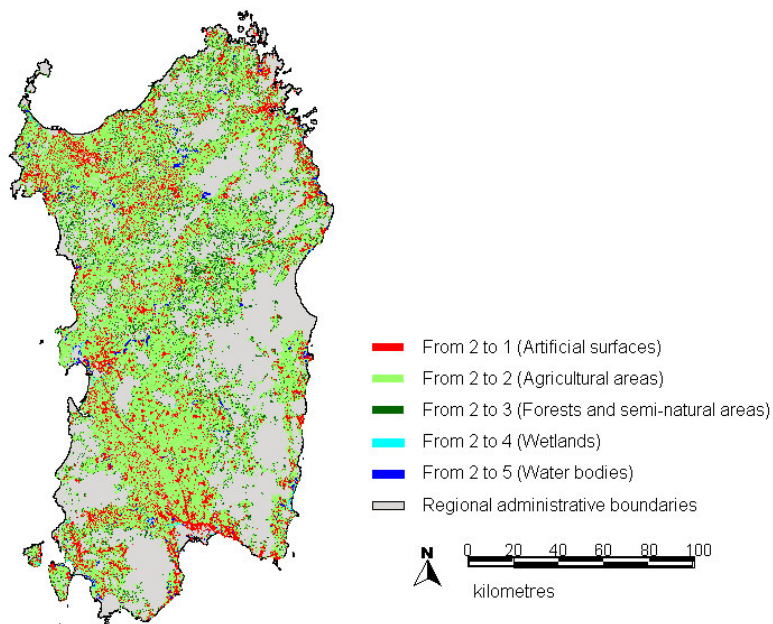 From 2 to 1 (Artificial surfaces)
From 2 to 2 (Agricultural areas)
From 2 to 3 (Forests and semi-natural areas)
From 2 to 4 (Wetlands)
From 2 to 5 (Water bodies)
Regional administrative boundaries
N
0 20 40 60 80 100
kilometres